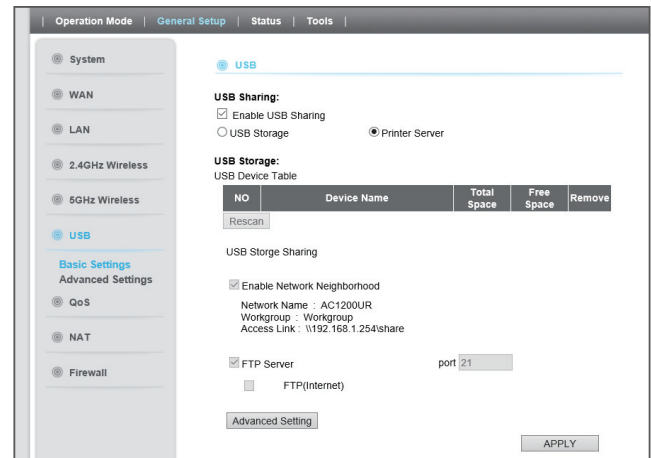 | Operation Mode | General Setup | Status | Tools |
System
WAN
LAN
2.4GHz Wireless
5GHz Wireless
USB
Basic Settings
Advanced Settings
QoS
NAT
Firewall
USB
USB Sharing:
Enable USB Sharing
USB Storage Printer Server
USB Storage:
USB Device Table
NO Device Name Total Space Free Space Remove
Rescan
USB Storge Sharing
Enable Network Neighborhood
Network Name : AC1200UR
Workgroup : Workgroup
Access Link : \\192.168.1.254\share
FTP Server port 21
FTP(Internet)
Advanced Setting
APPLY